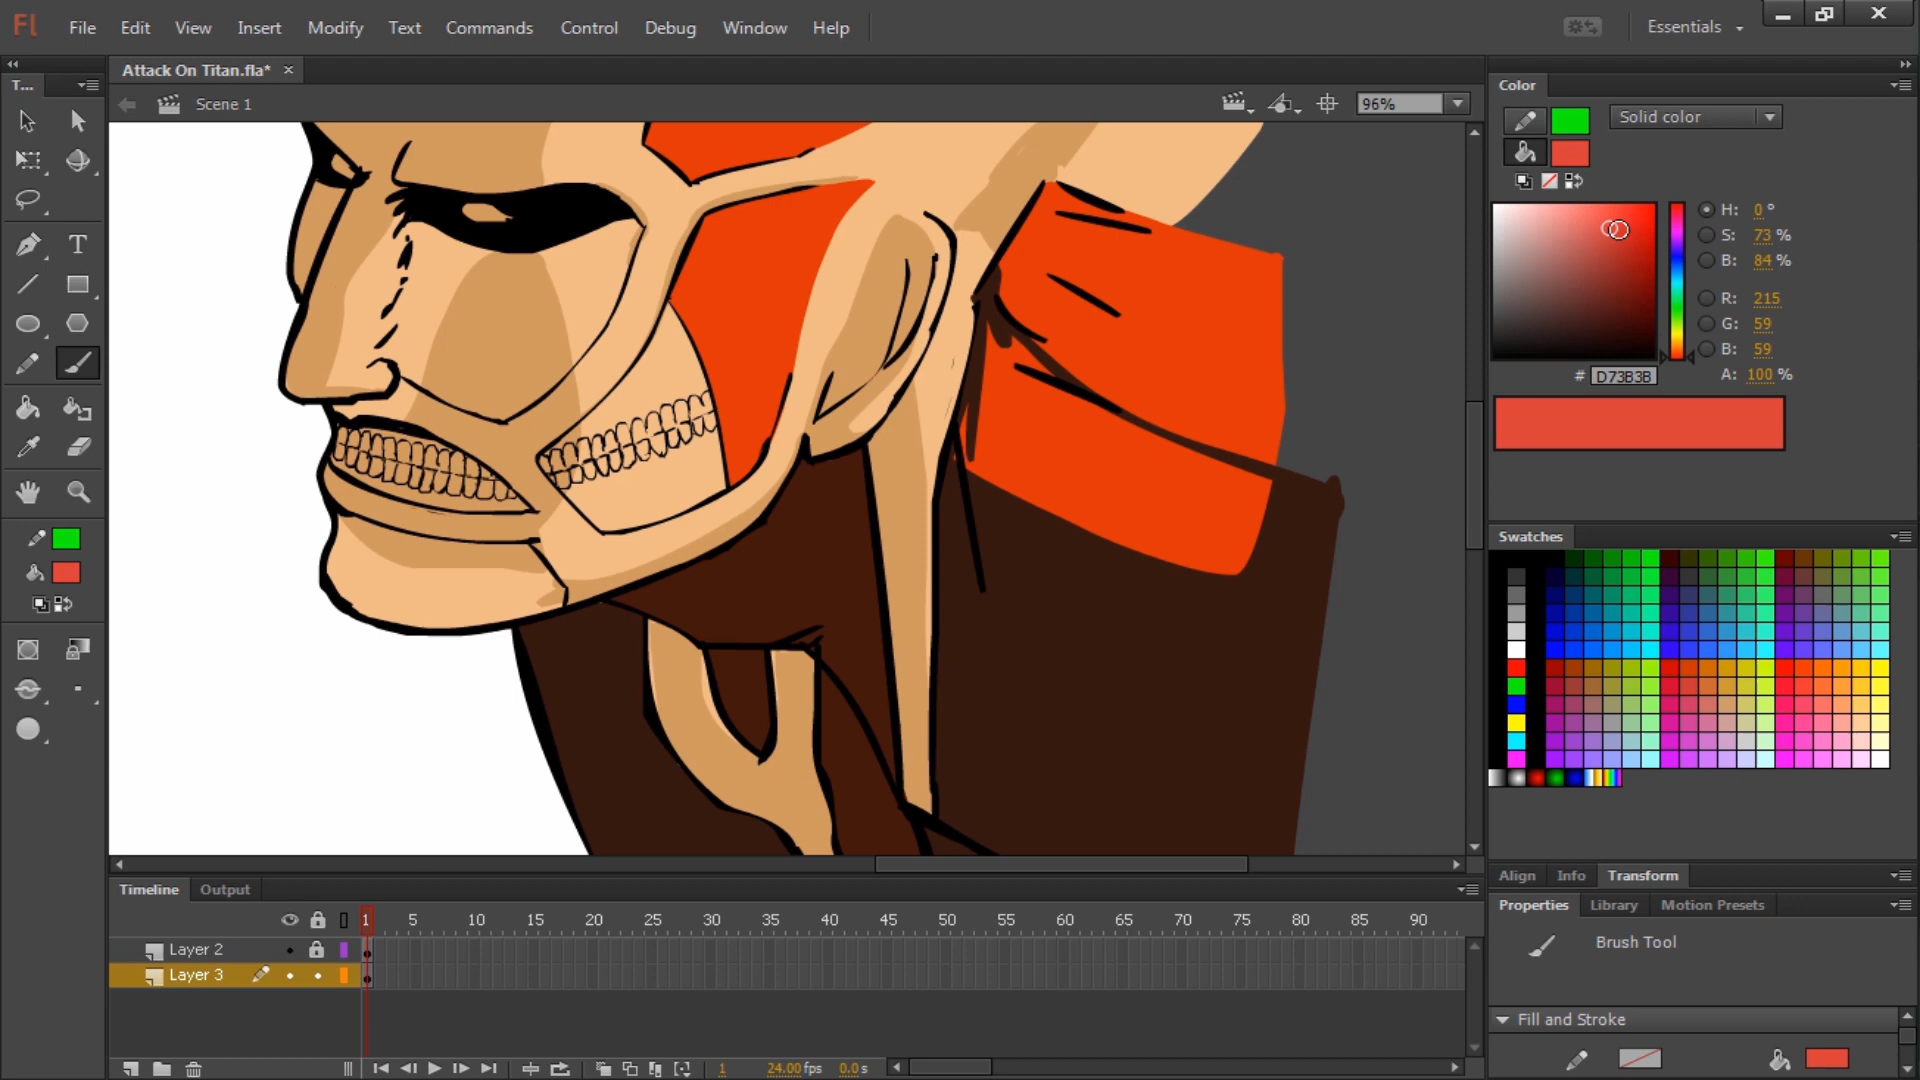 Fl File Edit View Insert Modify Text Commands Control Debug Window Help Essentials
T... Attack On Titan.fla* Color
Scene 1 96% Solid color
H: 0 °
S: 73 %
B: 84 %
R: 215
G: 59
B: 59
# D73B3B A: 100 %
Swatches
Align Info Transform
Timeline Output
Properties Library Motion Presets
1 5 10 15 20 25 30 35 40 45 50 55 60 65 70 75 80 85 90
Layer 2
Brush Tool
Layer 3
Fill and Stroke
1 24.00 fps 0.0 s